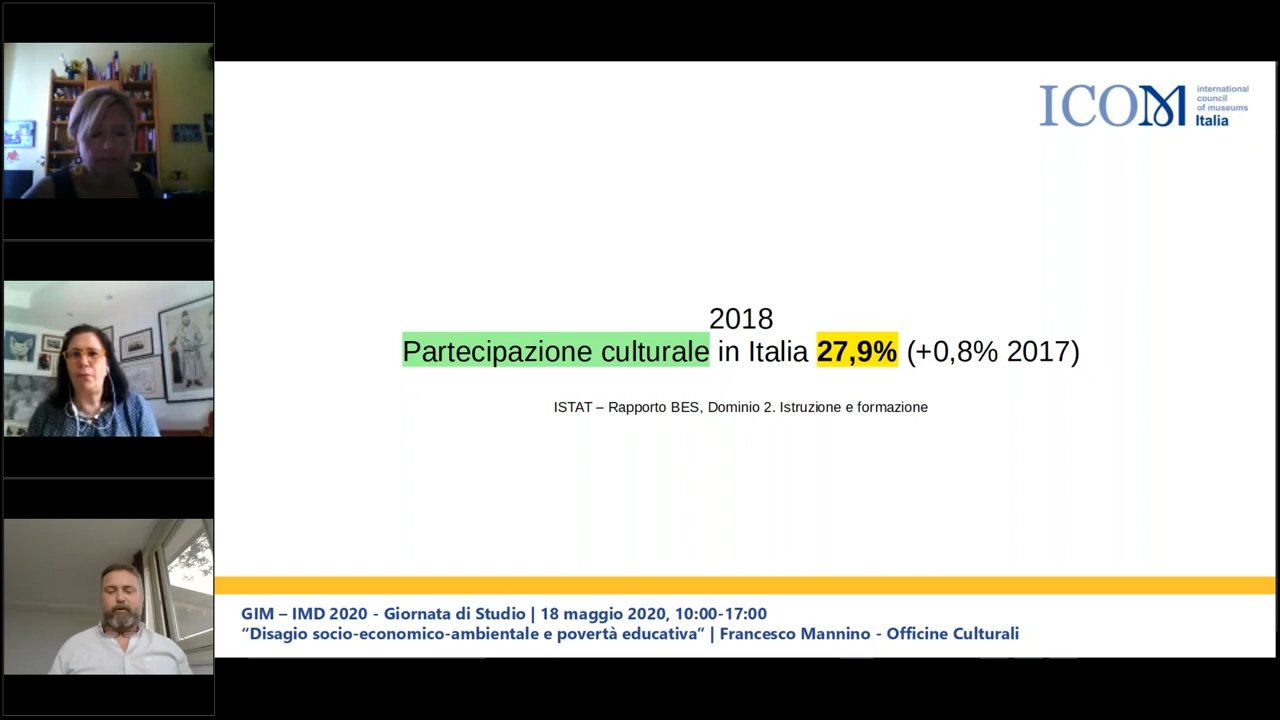 ICOM
international
council
of museums
Italia
2018
Partecipazione culturale in Italia 27,9% (+0,8% 2017)
ISTAT – Rapporto BES, Dominio 2. Istruzione e formazione
GIM – IMD 2020 - Giornata di Studio | 18 maggio 2020, 10:00-17:00
“Disagio socio-economico-ambientale e povertà educativa” | Francesco Mannino - Officine Culturali